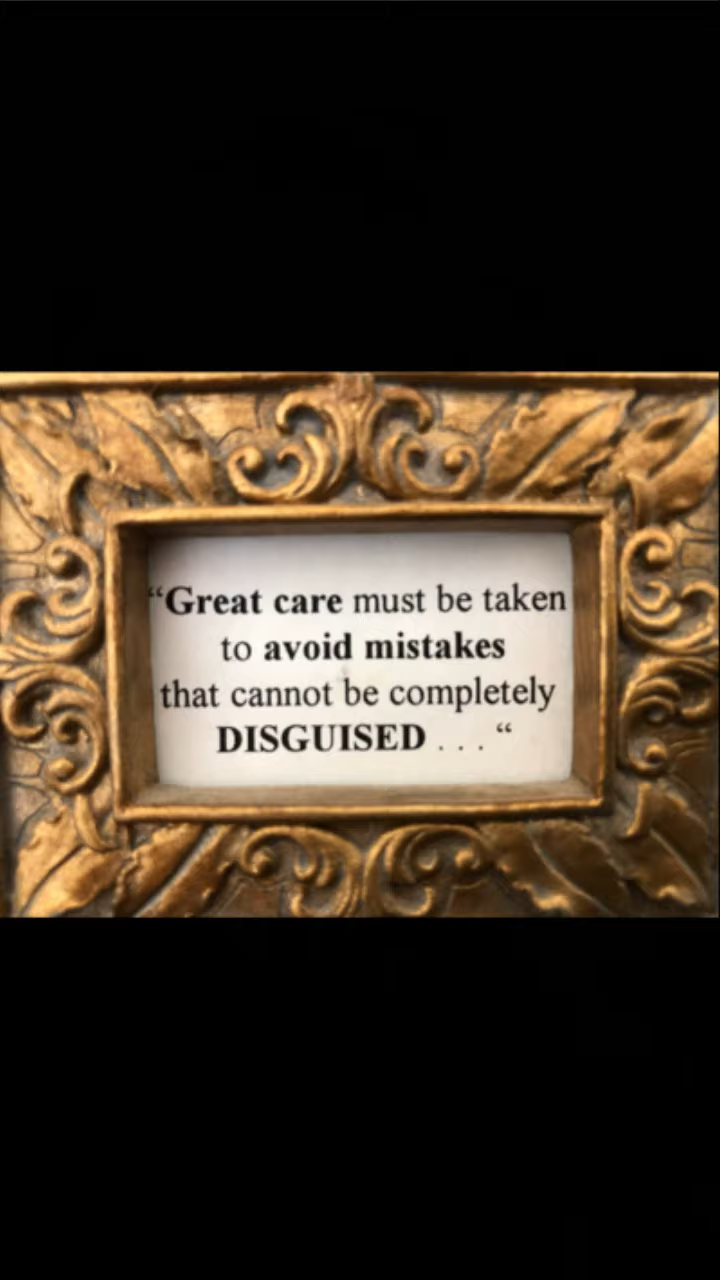 “Great care must be taken
to avoid mistakes
that cannot be completely
DISGUISED . . . “